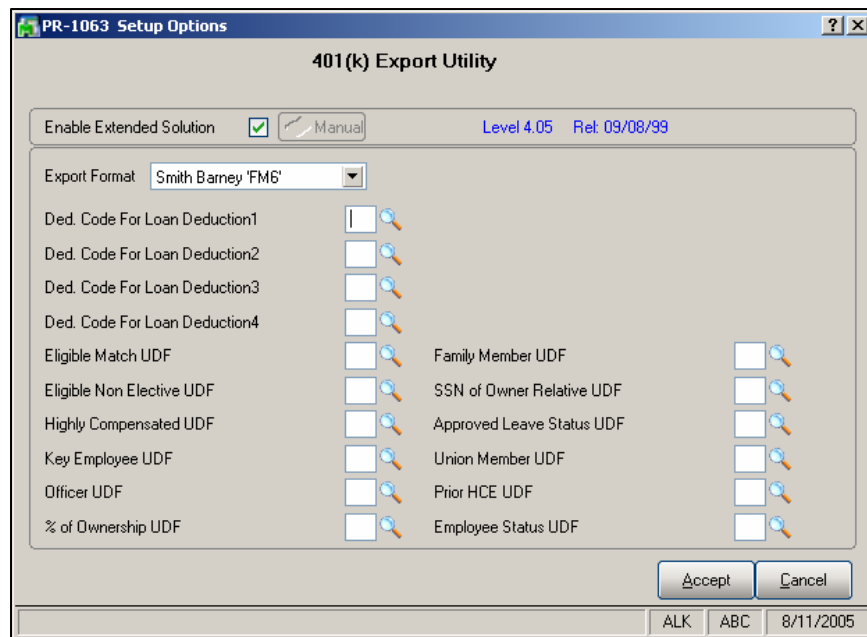 PR-1063 Setup Options
401(k) Export Utility
Enable Extended Solution Manual Level 4.05 Rel: 09/08/99
Export Format Smith Barney 'FM6'
Ded. Code For Loan Deduction1
Ded. Code For Loan Deduction2
Ded. Code For Loan Deduction3
Ded. Code For Loan Deduction4
Eligible Match UDF Family Member UDF
Eligible Non Elective UDF SSN of Owner Relative UDF
Highly Compensated UDF Approved Leave Status UDF
Key Employee UDF Union Member UDF
Officer UDF Prior HCE UDF
% of Ownership UDF Employee Status UDF
Accept Cancel
ALK ABC 8/11/2005